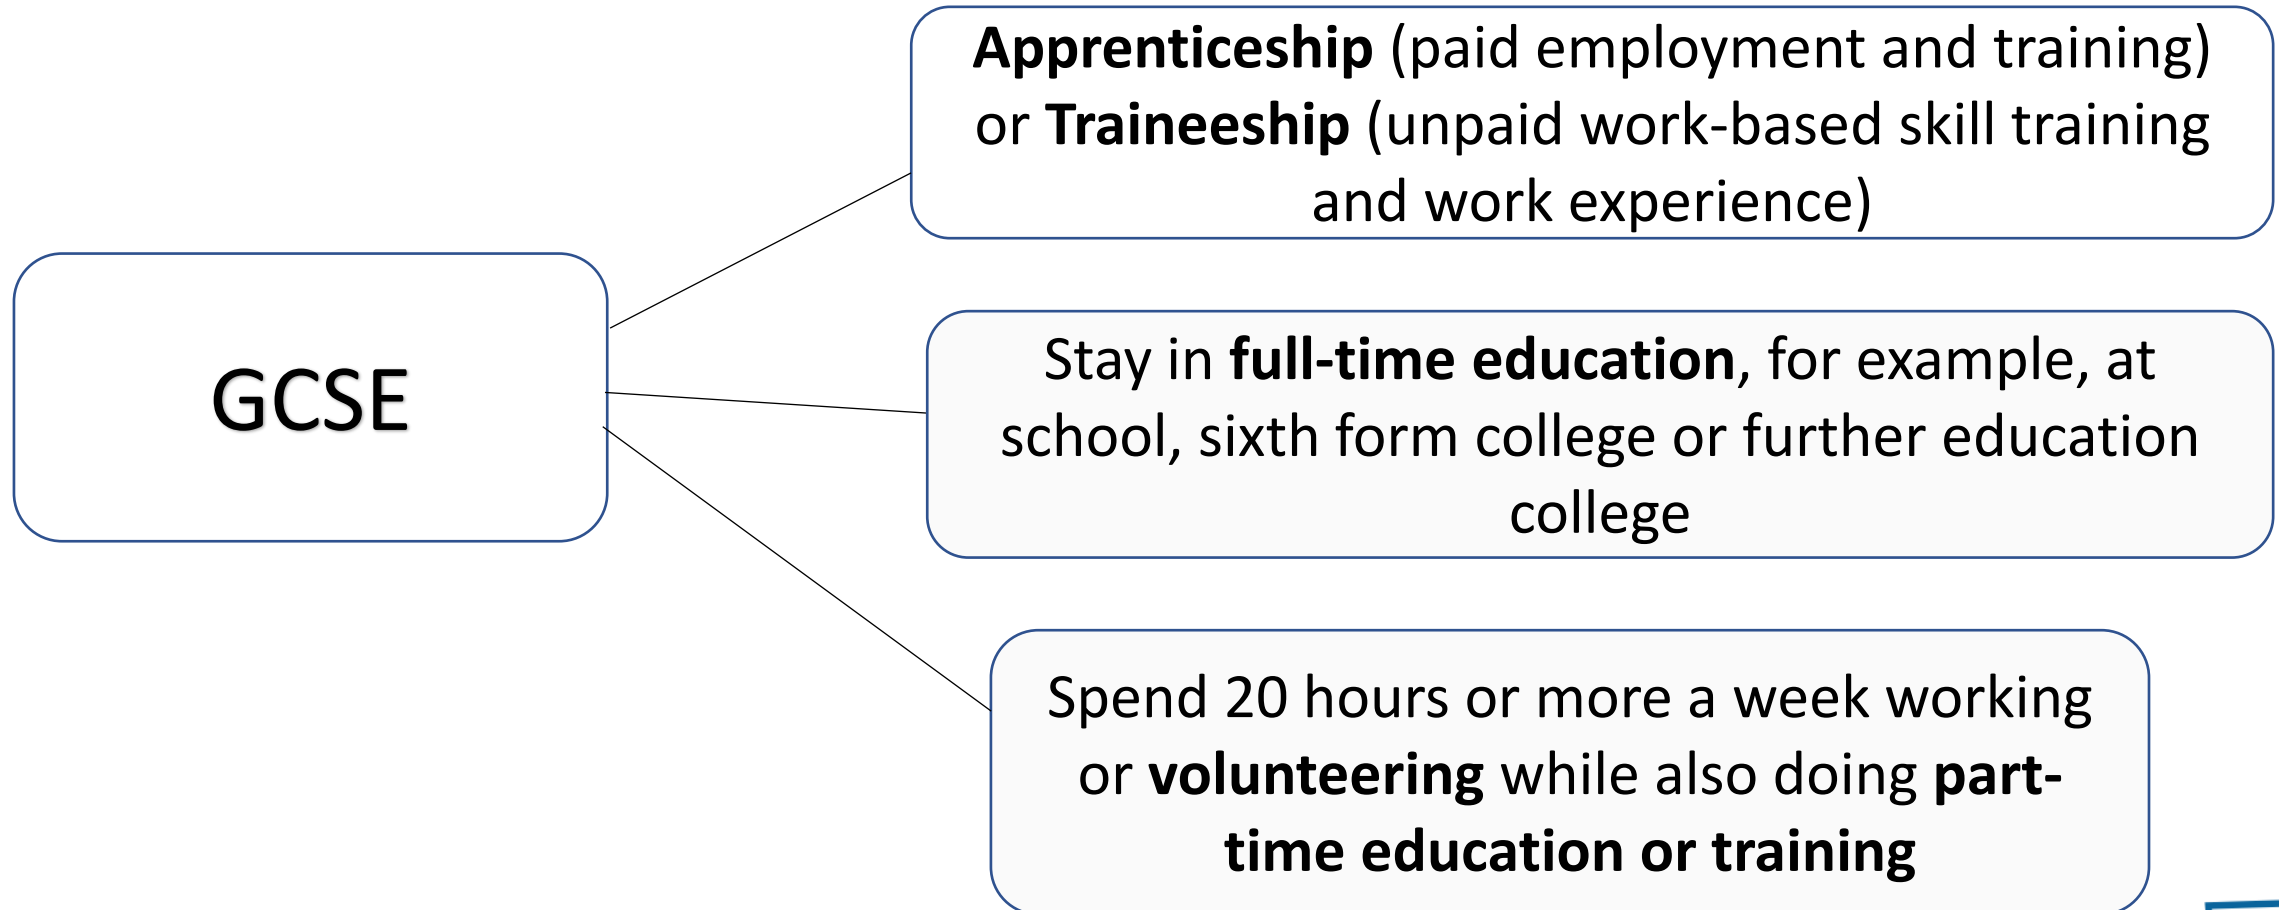 Apprenticeship (paid employment and training)
or Traineeship (unpaid work-based skill training
and work experience)
GCSE
Stay in full-time education, for example, at
school, sixth form college or further education
college
Spend 20 hours or more a week working
or volunteering while also doing part-
time education or training